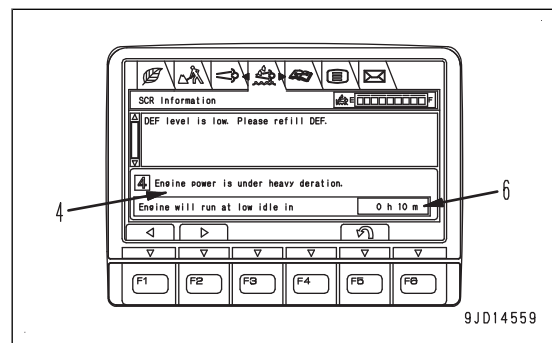 SCR Information
E F
DEF level is low. Please refill DEF.
4 Engine power is under heavy deration.
Engine will run at low idle in 0 h 10 m
4
6
F1 F2 F3 F4 F5 F6
9JD14559